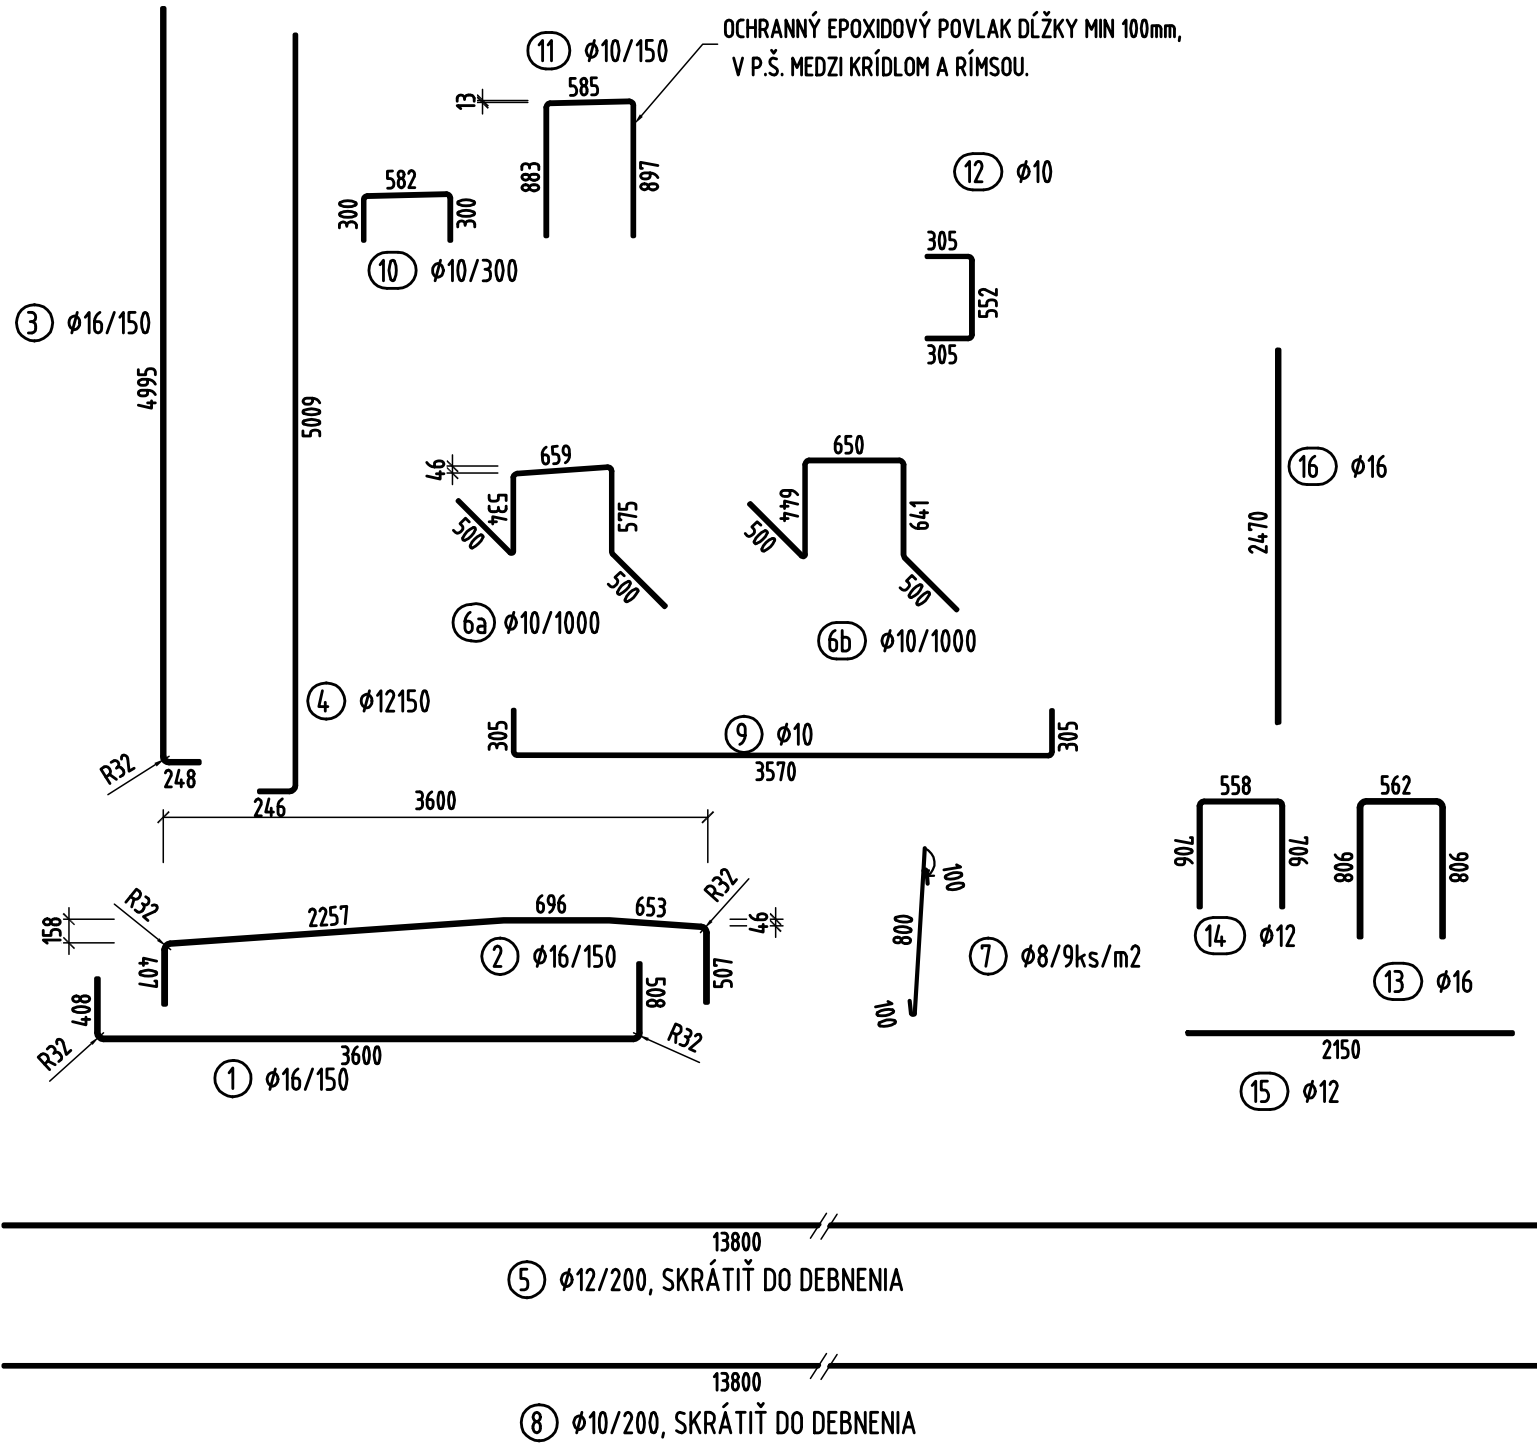 OCHRANNÝ EPOXIDOVÝ POVLAK DĹŽKY MIN 100mm,
V P.Š. MEDZI KRÍDLOM A RÍMSOU.
11 ϕ10/150
585
13
883
897
582
300
300
10 ϕ10/300
12 ϕ10
305
552
305
3 ϕ16/150
4995
R32
248
5009
4 ϕ12150
246
659
46
534
575
500
500
6a ϕ10/1000
650
644
641
500
500
6b ϕ10/1000
16 ϕ16
2470
305
9 ϕ10
305
3570
3600
R32
2257
696
653
R32
158
46
407
2 ϕ16/150
507
408
508
R32
3600
R32
1 ϕ16/150
100
800
100
7 ϕ8/9ks/m2
558
706
706
14 ϕ12
562
908
908
13 ϕ16
2150
15 ϕ12
13800
5 ϕ12/200, SKRÁTIŤ DO DEBNENIA
13800
8 ϕ10/200, SKRÁTIŤ DO DEBNENIA